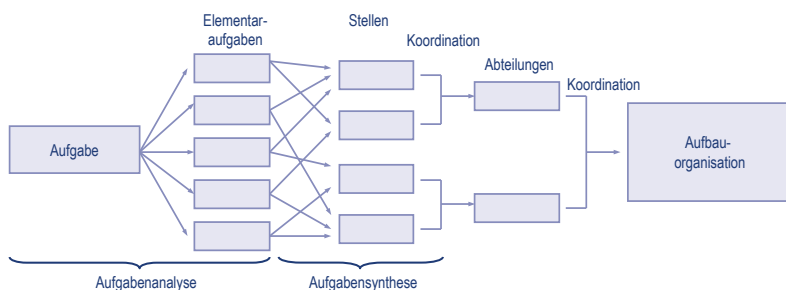 Elementar-
aufgaben
Stellen
Koordination
Abteilungen
Koordination
Aufgabe
Aufbau-
organisation
Aufgabenanalyse
Aufgabensynthese